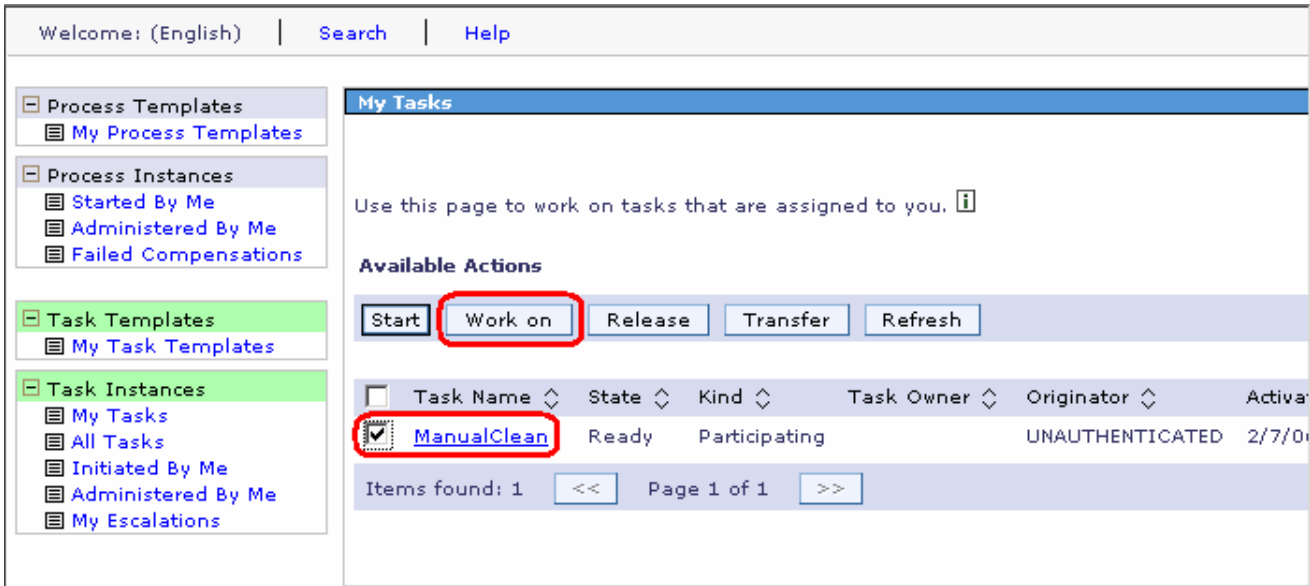 Welcome: (English) | Search | Help
Process Templates
My Process Templates
Process Instances
Started By Me
Administered By Me
Failed Compensations
Task Templates
My Task Templates
Task Instances
My Tasks
All Tasks
Initiated By Me
Administered By Me
My Escalations
My Tasks
Use this page to work on tasks that are assigned to you. i
Available Actions
Start Work on Release Transfer Refresh
Task Name State Kind Task Owner Originator Activa
ManualClean Ready Participating UNAUTHENTICATED 2/7/0
Items found: 1 << Page 1 of 1 >>